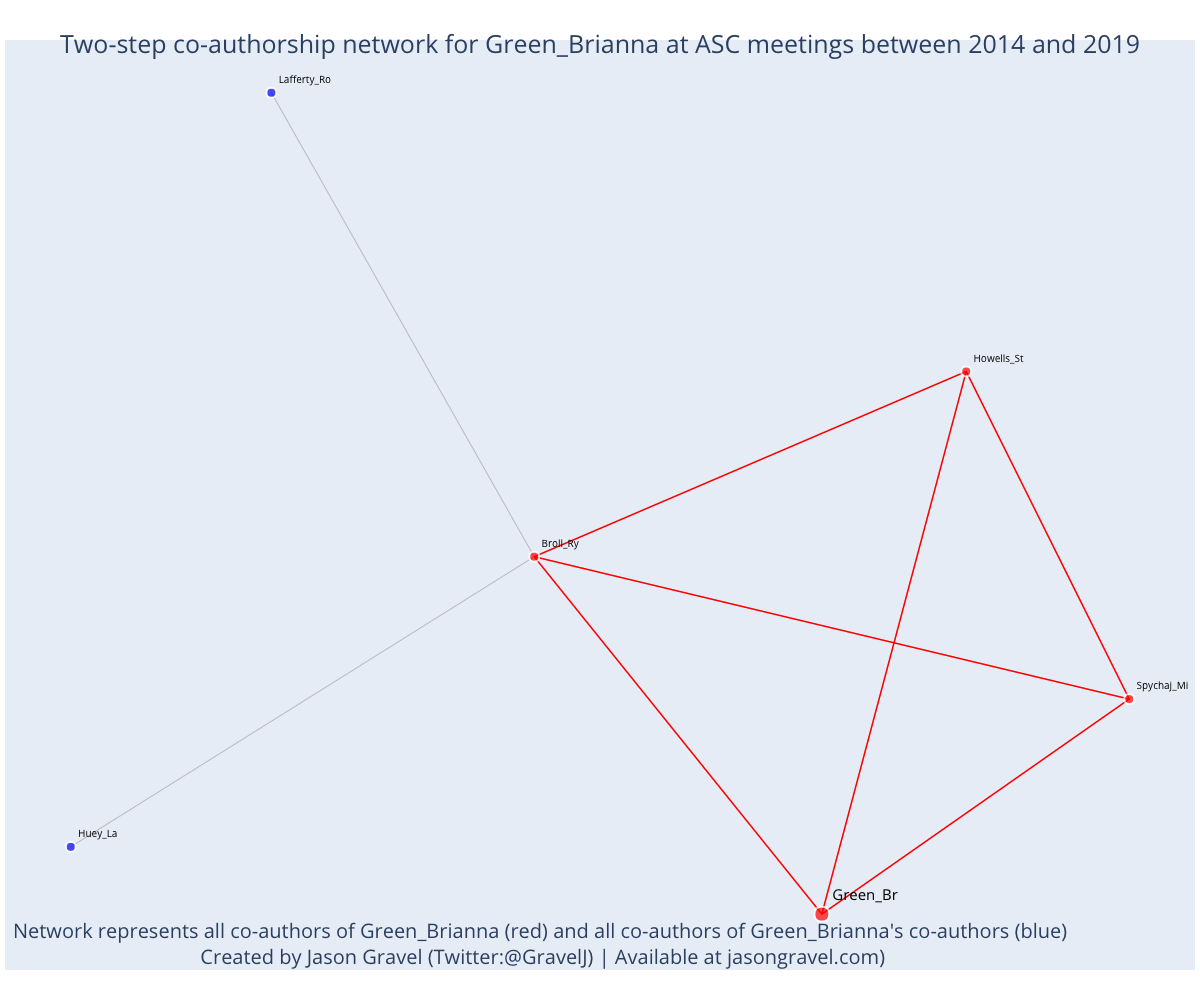 Two-step co-authorship network for Green_Brianna at ASC meetings between 2014 and 2019
Lafferty_Ro
Howells_St
Broll_Ry
Spychaj_Mi
Huey_La
Green_Br
Network represents all co-authors of Green_Brianna (red) and all co-authors of Green_Brianna's co-authors (blue)
Created by Jason Gravel (Twitter:@GravelJ) | Available at jasongravel.com)